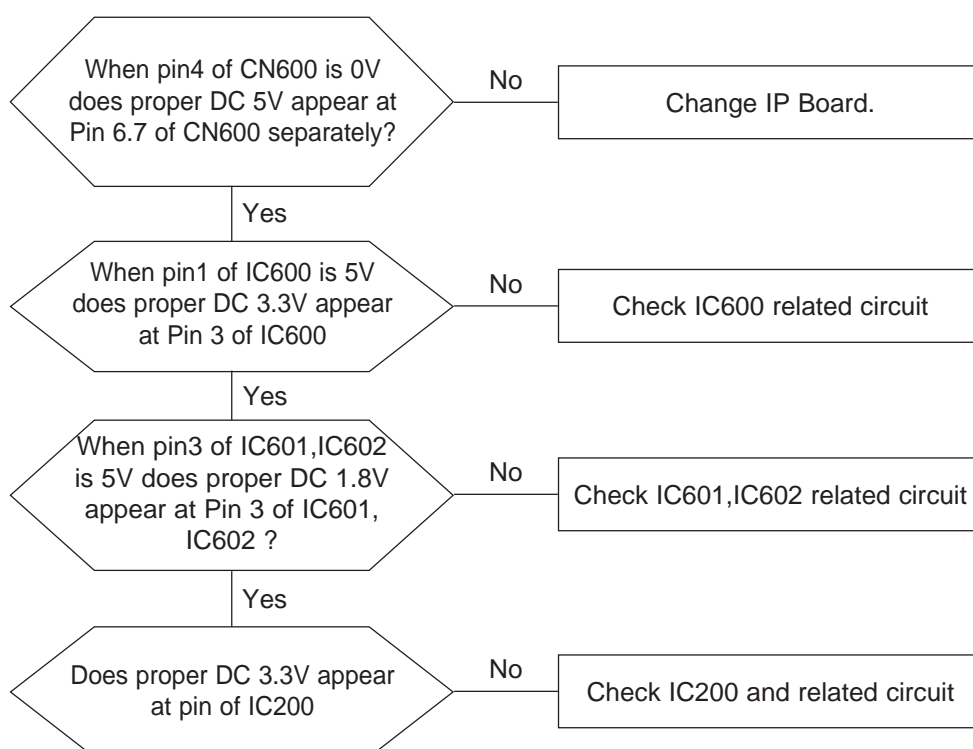 When pin4 of CN600 is 0V
does proper DC 5V appear at
Pin 6.7 of CN600 separately?
No
Change IP Board.
Yes
When pin1 of IC600 is 5V
does proper DC 3.3V appear
at Pin 3 of IC600
No
Check IC600 related circuit
Yes
When pin3 of IC601,IC602
is 5V does proper DC 1.8V
appear at Pin 3 of IC601,
IC602 ?
No
Check IC601,IC602 related circuit
Yes
Does proper DC 3.3V appear
at pin of IC200
No
Check IC200 and related circuit